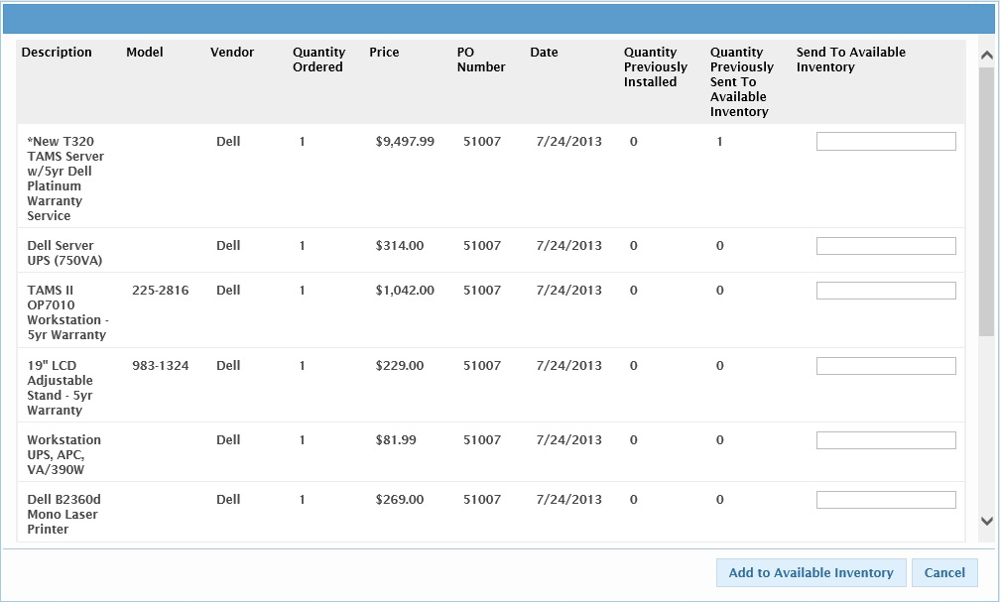 Description Model Vendor Quantity Ordered Price PO Number Date Quantity Previously Installed Quantity Previously Sent To Available Inventory Send To Available Inventory
*New T320 TAMS Server w/5yr Dell Platinum Warranty Service Dell 1 $9,497.99 51007 7/24/2013 0 1
Dell Server UPS (750VA) Dell 1 $314.00 51007 7/24/2013 0 0
TAMS II OP7010 Workstation - 5yr Warranty 225-2816 Dell 1 $1,042.00 51007 7/24/2013 0 0
19" LCD Adjustable Stand - 5yr Warranty 983-1324 Dell 1 $229.00 51007 7/24/2013 0 0
Workstation UPS, APC, VA/390W Dell 1 $81.99 51007 7/24/2013 0 0
Dell B2360d Mono Laser Printer Dell 1 $269.00 51007 7/24/2013 0 0
Add to Available Inventory Cancel